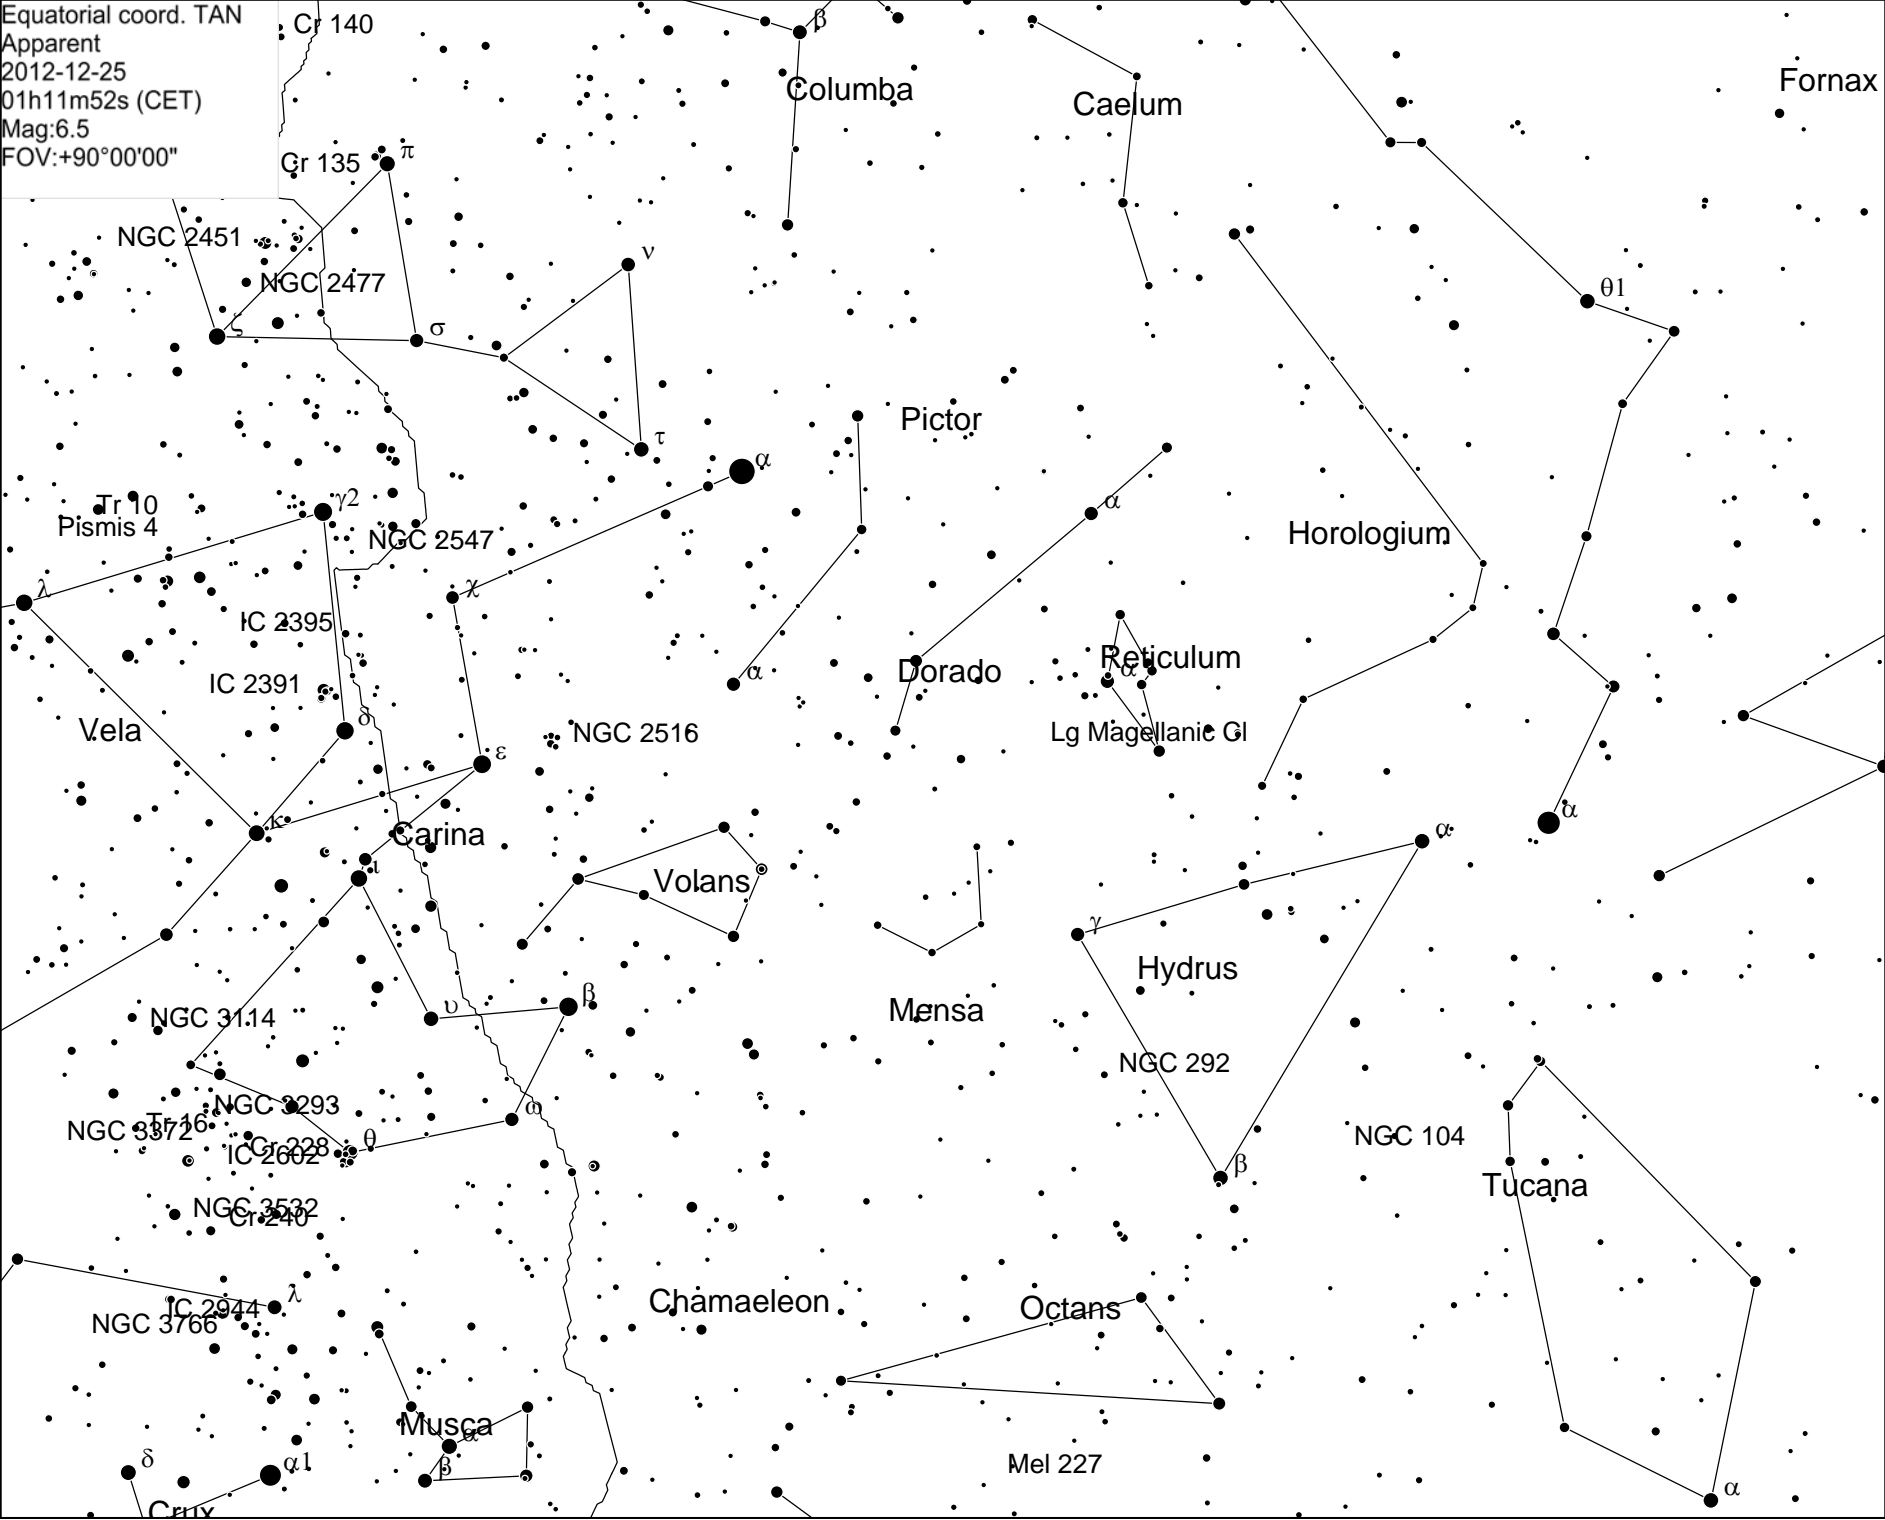 Equatorial coord. TAN
Apparent
2012-12-25
01h11m52s (CET)
Mag:6.5
FOV:+90°00'00"
Cr 140
β
Columba
Caelum
Fornax
Cr 135
π
NGC 2451
ν
NGC 2477
θ1
ζ
σ
Pictor
τ
α
Tr 10
γ2
α
Pismis 4
NGC 2547
Horologium
λ
χ
IC 2395
Reticulum
α
Dorado
α
IC 2391
δ
Vela
NGC 2516
Lg Magellanic Cl
ε
α
κ
Carina
α
ι
Volans
γ
Hydrus
β
υ
Mensa
NGC 3114
NGC 292
NGC 3293
ω
Tr 16
NGC 3372
θ
NGC 104
Cr 228
IC 2602
β
Tucana
NGC 3532
Cr 240
λ
Chamaeleon
Octans
IC 2944
NGC 3766
Musca
α
δ
α1
β
Mel 227
α
Crux